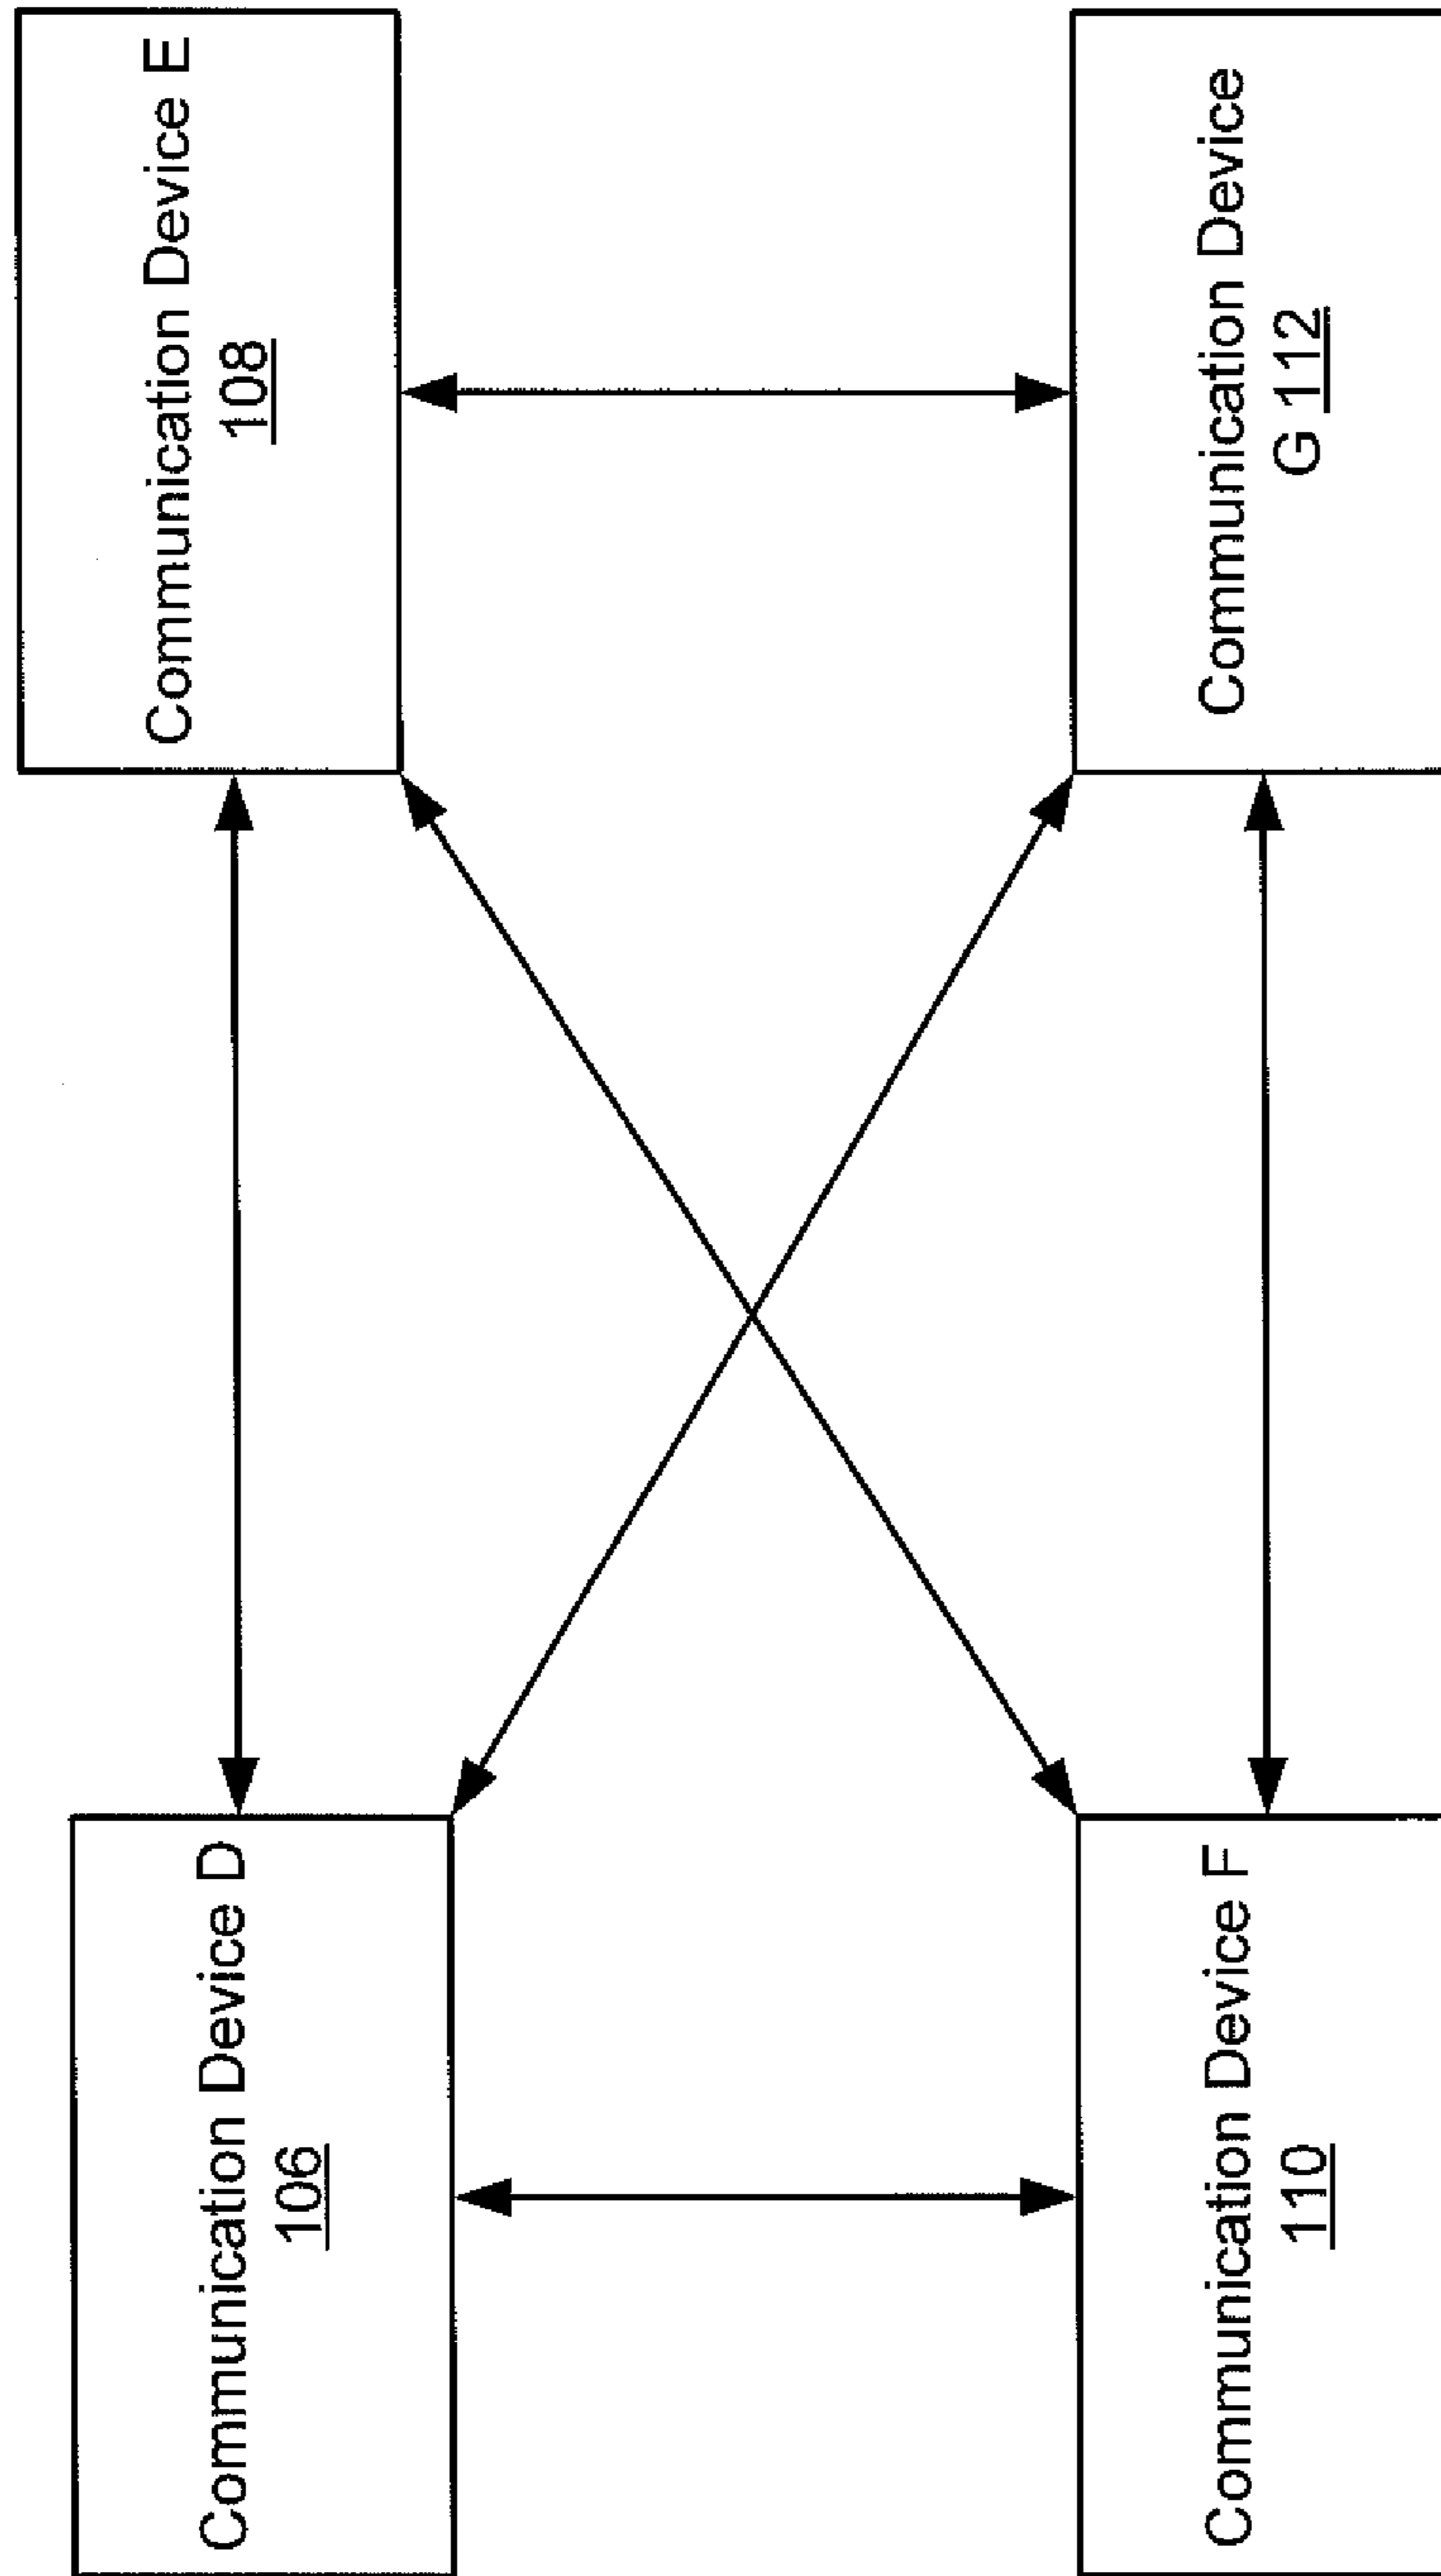 Communication Device D
106
Communication Device E
108
Communication Device F
110
Communication Device
G 112